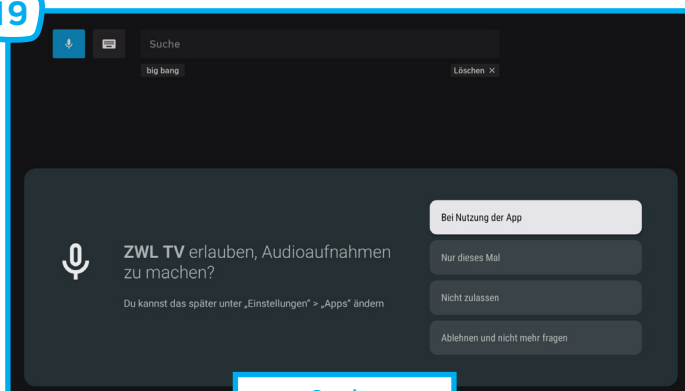 19
Suche
big bang
Löschen ×
ZWL TV erlauben, Audioaufnahmen
zu machen?
Du kannst das später unter „Einstellungen“ > „Apps“ ändern
Bei Nutzung der App
Nur dieses Mal
Nicht zulassen
Ablehnen und nicht mehr fragen